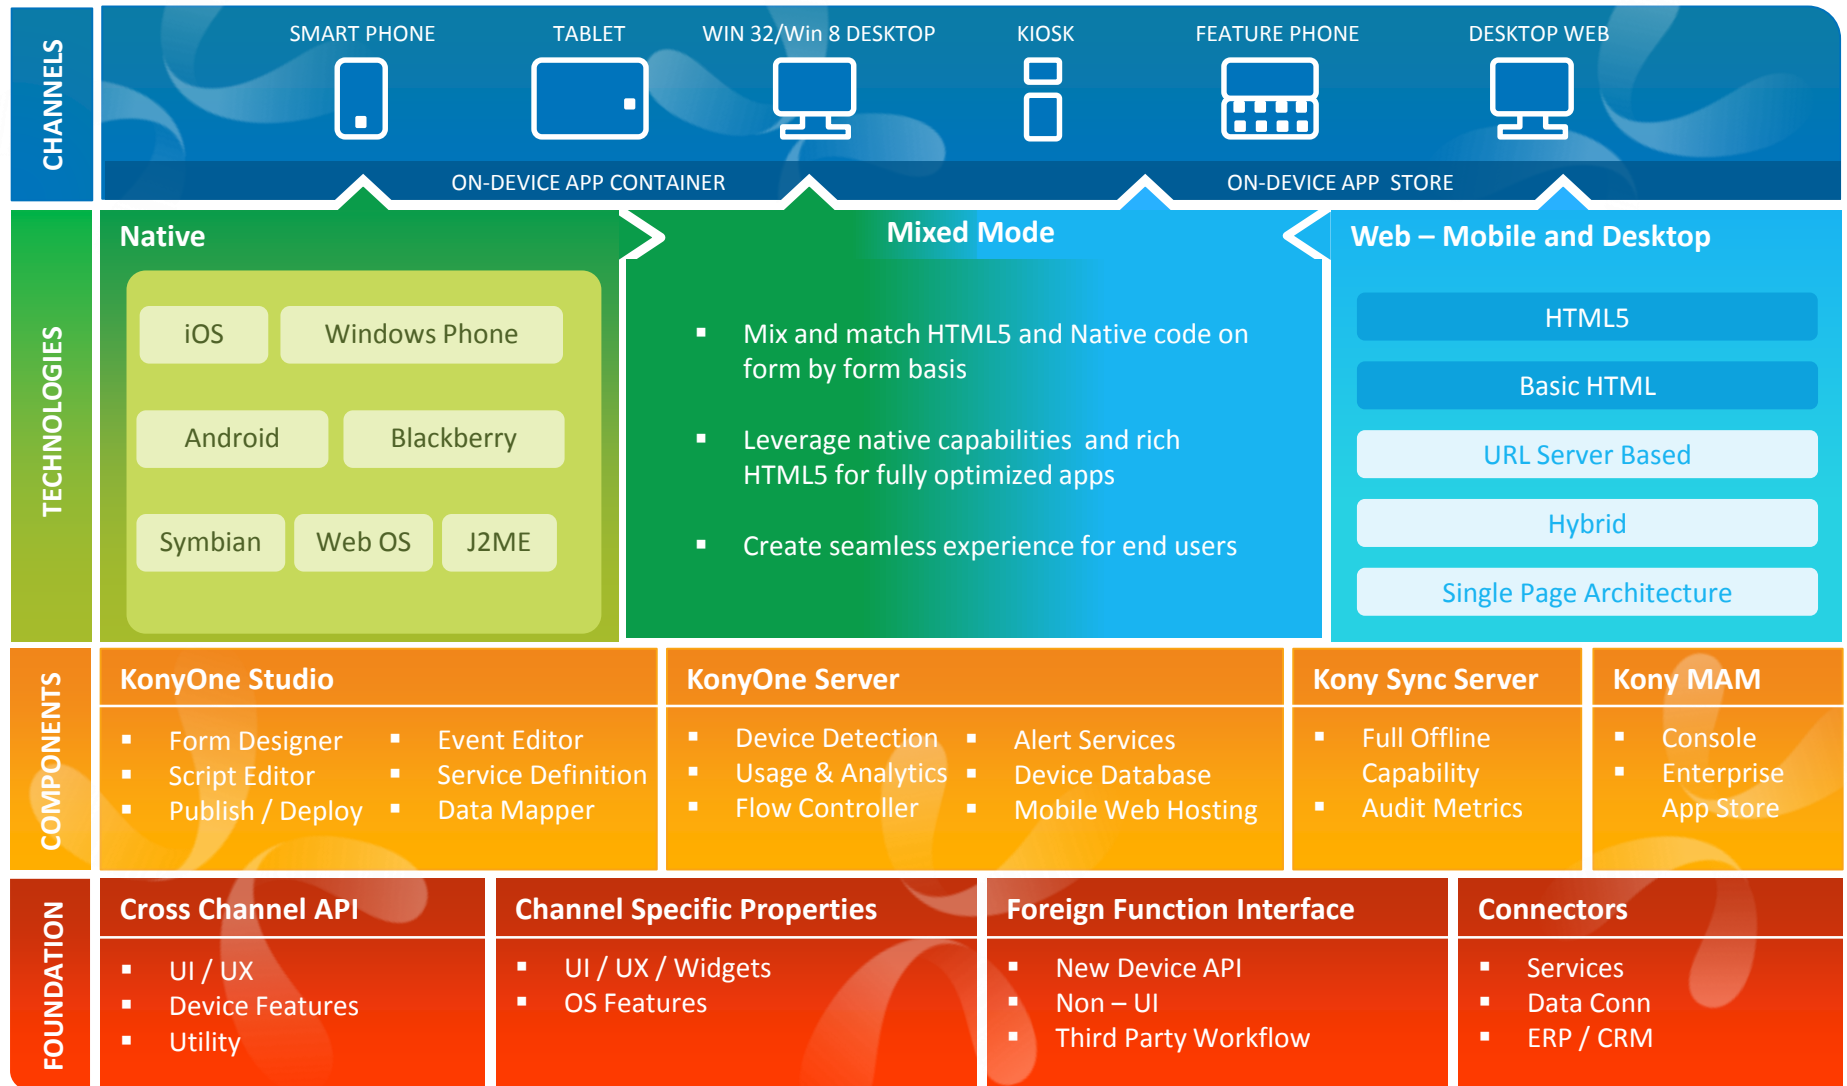 CHANNELS
SMART PHONE
TABLET
WIN 32/Win 8 DESKTOP
KIOSK
FEATURE PHONE
DESKTOP WEB
ON-DEVICE APP CONTAINER
ON-DEVICE APP STORE
TECHNOLOGIES
Native
iOS
Windows Phone
Android
Blackberry
Symbian
Web OS
J2ME
Mixed Mode
▪ Mix and match HTML5 and Native code on
form by form basis
▪ Leverage native capabilities and rich
HTML5 for fully optimized apps
▪ Create seamless experience for end users
Web – Mobile and Desktop
HTML5
Basic HTML
URL Server Based
Hybrid
Single Page Architecture
COMPONENTS
KonyOne Studio
▪ Form Designer
▪ Script Editor
▪ Publish / Deploy
▪ Event Editor
▪ Service Definition
▪ Data Mapper
KonyOne Server
▪ Device Detection
▪ Usage & Analytics
▪ Flow Controller
▪ Alert Services
▪ Device Database
▪ Mobile Web Hosting
Kony Sync Server
▪ Full Offline
Capability
▪ Audit Metrics
Kony MAM
▪ Console
▪ Enterprise
App Store
FOUNDATION
Cross Channel API
▪ UI / UX
▪ Device Features
▪ Utility
Channel Specific Properties
▪ UI / UX / Widgets
▪ OS Features
Foreign Function Interface
▪ New Device API
▪ Non – UI
▪ Third Party Workflow
Connectors
▪ Services
▪ Data Conn
▪ ERP / CRM